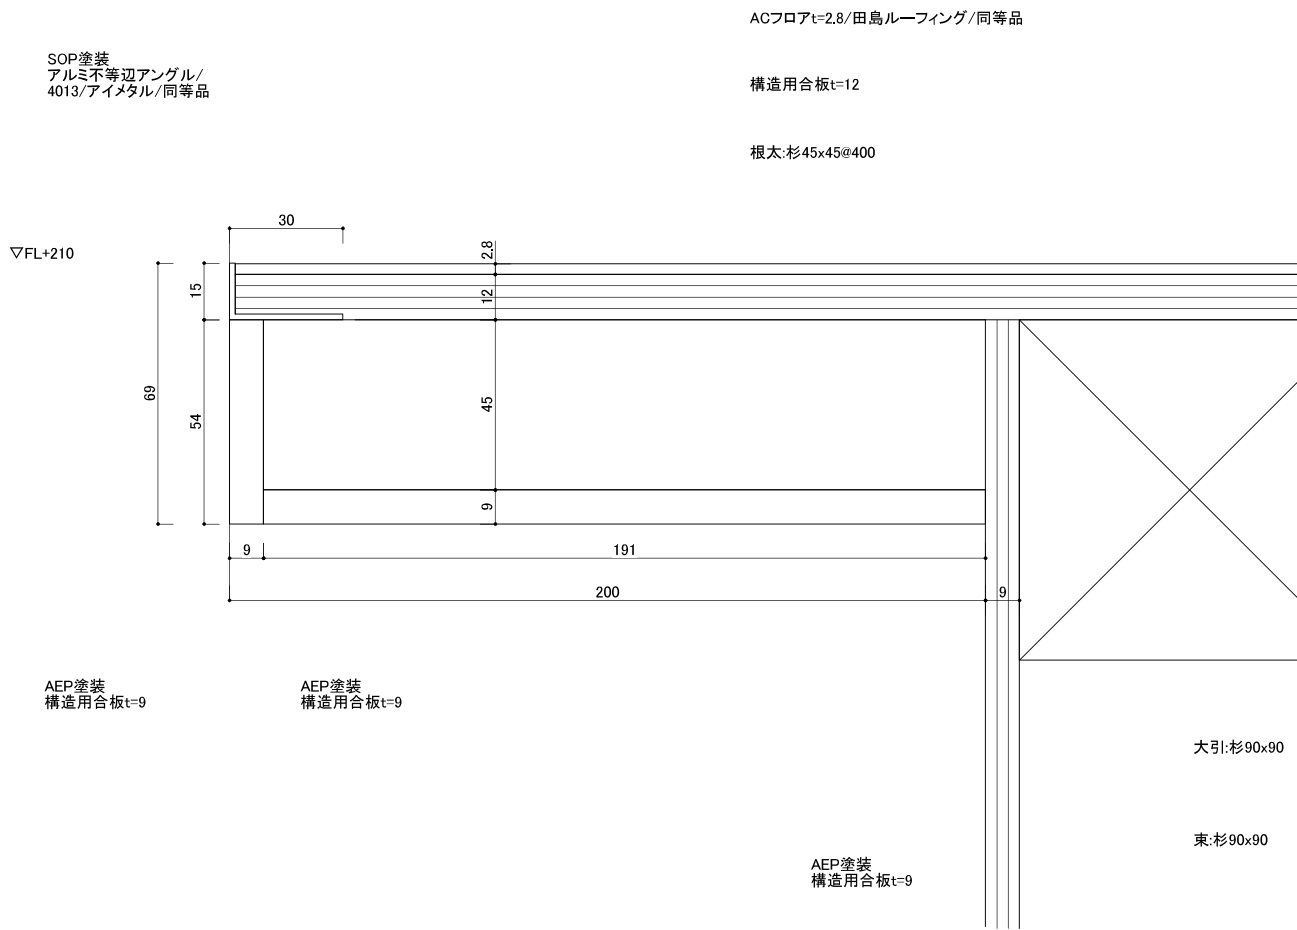 ACフロアt=2.8/田島ルーフィング/同等品
SOP塗装
アルミ不等辺アングル/
4013/アイメタル/同等品
構造用合板t=12
根太:杉45x45@400
30
▽FL+210
2.8
15
12
69
54
45
9
9
191
200
9
AEP塗装
構造用合板t=9
AEP塗装
構造用合板t=9
大引:杉90x90
束:杉90x90
AEP塗装
構造用合板t=9